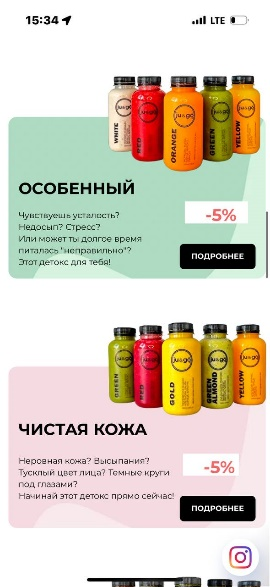 15:34
LTE
WHITE
RED
ORANGE
GREEN
YELLOW
ОСОБЕННЫЙ
Чувствуешь усталость?
Недосып? Стресс?
Или может ты долгое время
питалась "неправильно"?
Этот детокс для тебя!
-5%
ПОДРОБНЕЕ
GREEN
RED
GOLD
GREEN
ALMOND
YELLOW
ЧИСТАЯ КОЖА
Неровная кожа? Высыпания?
Тусклый цвет лица? Темные круги
под глазами?
Начинай этот детокс прямо сейчас!
-5%
ПОДРОБНЕЕ